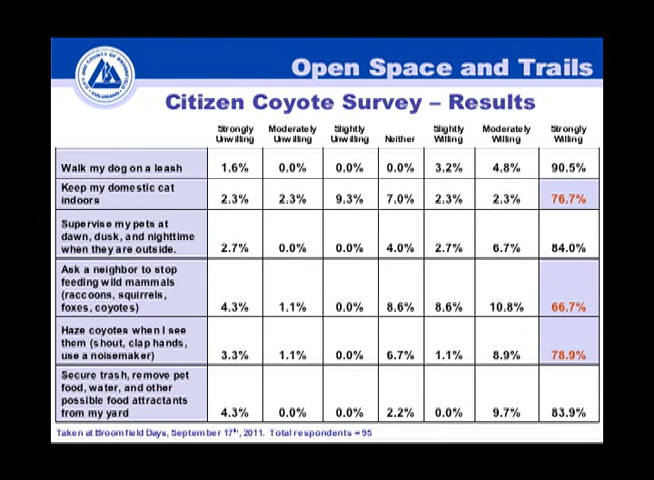 CITY AND COUNTY OF BROOMFIELD
COLORADO
Open Space and Trails
Citizen Coyote Survey – Results
Strongly Unwilling Moderately Unwilling Slightly Unwilling Neither Slightly Willing Moderately Willing Strongly Willing
Walk my dog on a leash 1.6% 0.0% 0.0% 0.0% 3.2% 4.8% 90.5%
Keep my domestic cat
indoors 2.3% 2.3% 9.3% 7.0% 2.3% 2.3% 76.7%
Supervise my pets at
dawn, dusk, and nighttime
when they are outside. 2.7% 0.0% 0.0% 4.0% 2.7% 6.7% 84.0%
Ask a neighbor to stop
feeding wild mammals
(raccoons, squirrels,
foxes, coyotes) 4.3% 1.1% 0.0% 8.6% 8.6% 10.8% 66.7%
Haze coyotes when I see
them (shout, clap hands,
use a noisemaker) 3.3% 1.1% 0.0% 6.7% 1.1% 8.9% 78.9%
Secure trash, remove pet
food, water, and other
possible food attractants
from my yard 4.3% 0.0% 0.0% 2.2% 0.0% 9.7% 83.9%
Taken at Broomfield Days, September 17th, 2011. Total respondents = 95